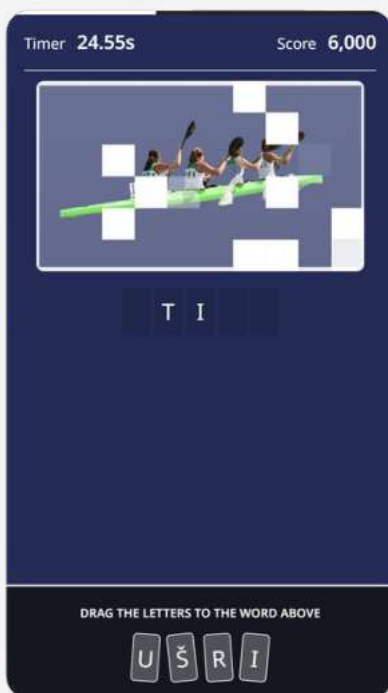 Timer 24.55s Score 6,000
T I
DRAG THE LETTERS TO THE WORD ABOVE
U Š R I